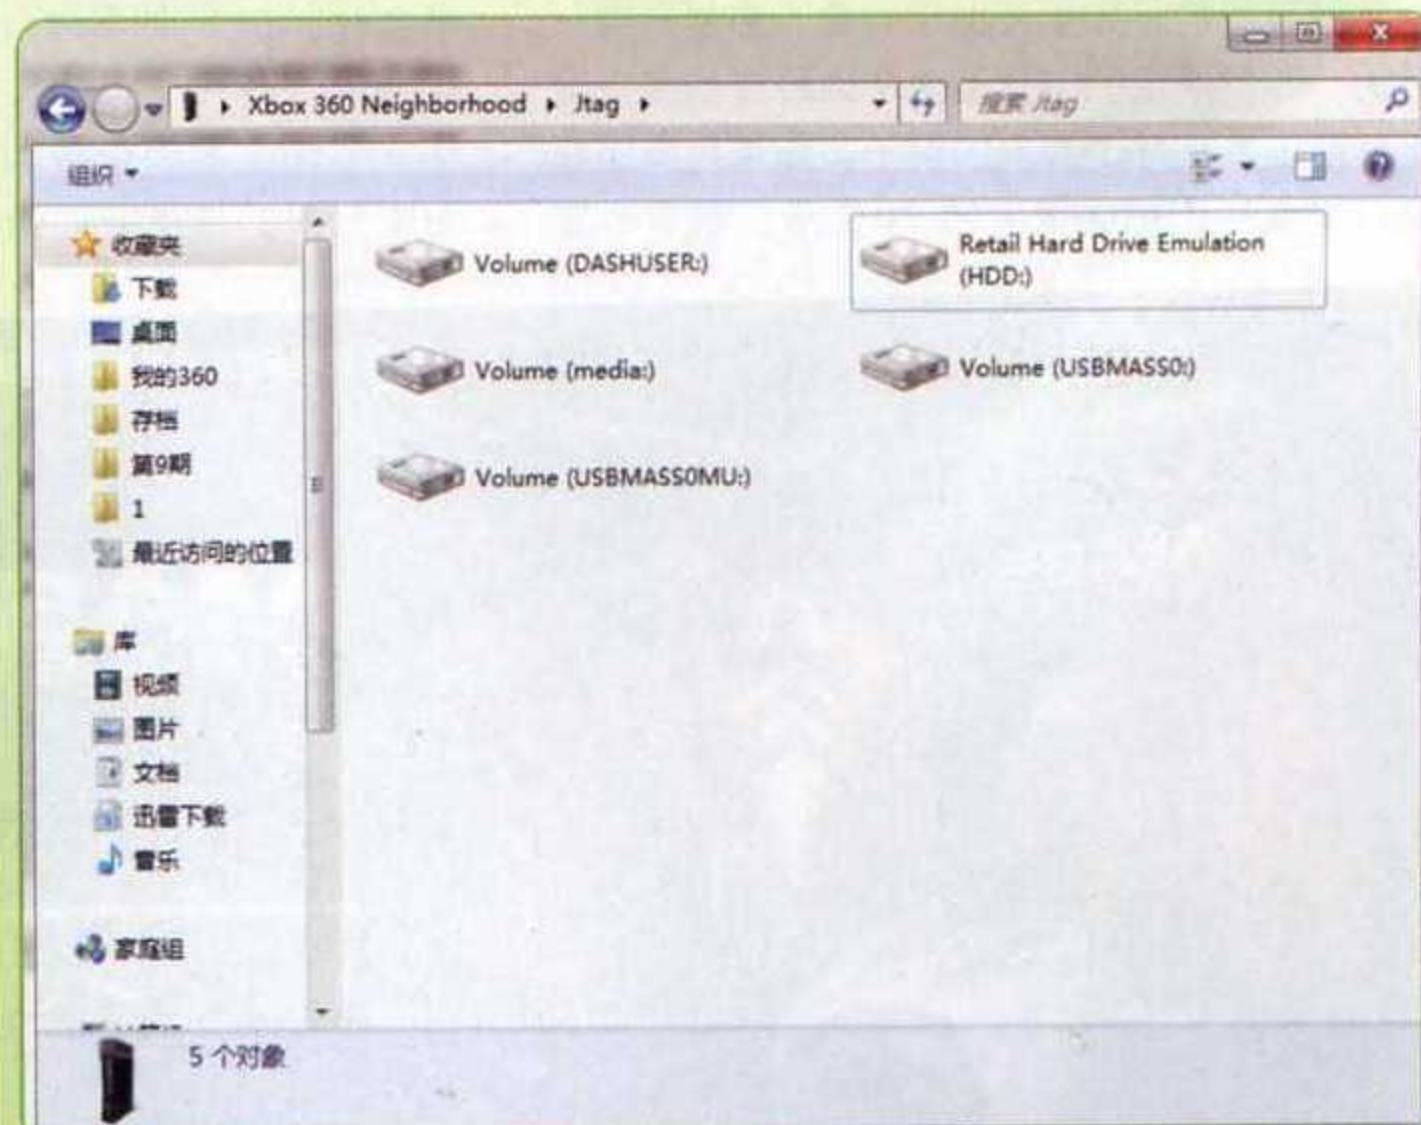 Xbox 360 Neighborhood Jtag
搜索 Jtag
组织
收藏夹
下载
桌面
我的360
存档
第9期
1
最近访问的位置
库
视频
图片
文档
迅雷下载
音乐
家庭组
Volume (DASHUSER:)
Retail Hard Drive Emulation
(HDD:)
Volume (media:)
Volume (USBMASS0:)
Volume (USBMASS0MU:)
5 个对象